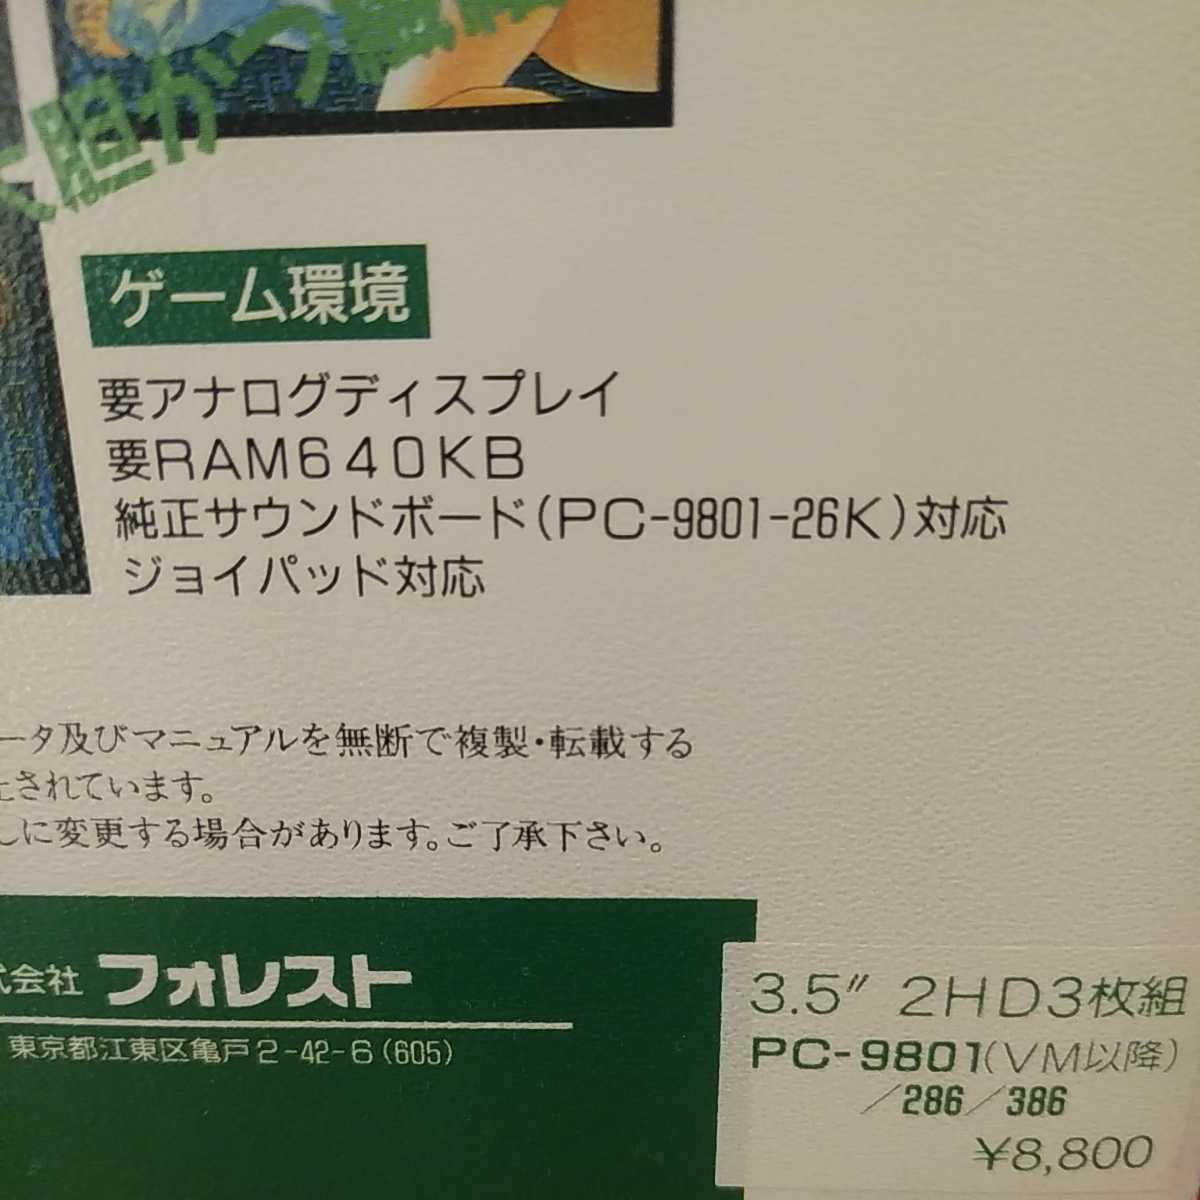 大胆かつ繊
ゲーム環境
要アナログディスプレイ
要RAM640KB
純正サウンドボード(PC-9801-26K)対応
ジョイパッド対応
ータ及びマニュアルを無断で複製・転載する
止されています。
しに変更する場合があります。ご了承下さい。
式会社 フォレスト
東京都江東区亀戸2-42-6(605)
3.5″ 2HD3枚組
PC-9801(VM以降)
／286／386
¥8,800